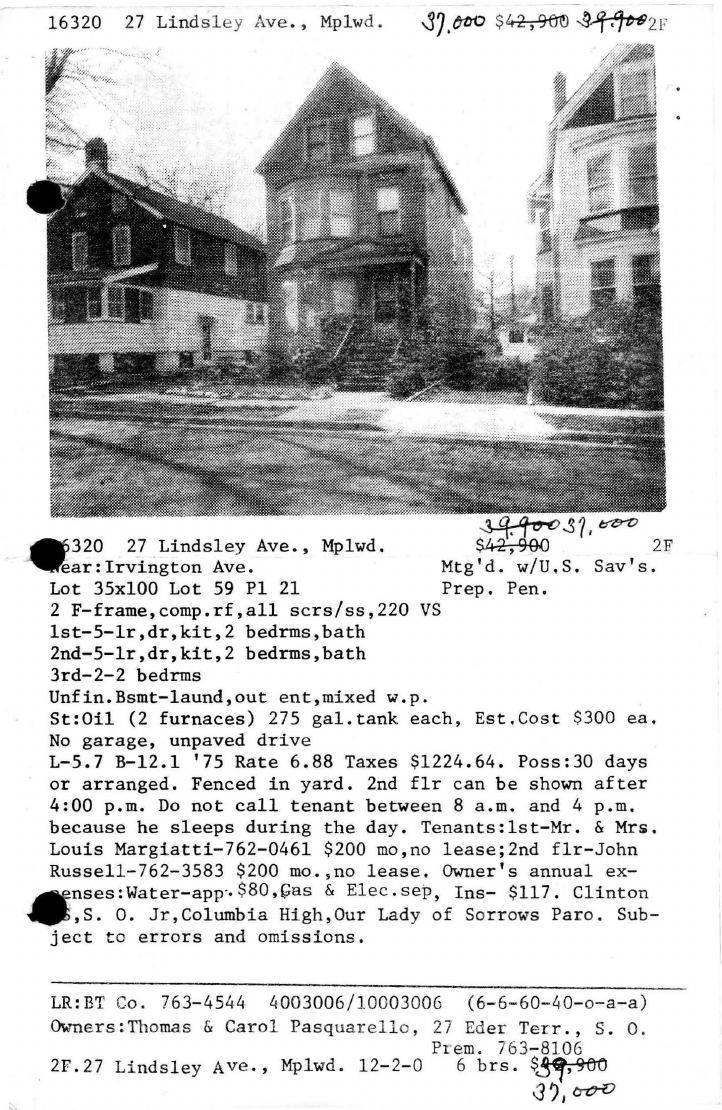 16320 27 Lindsley Ave., Mplwd. 37,000 $42,900 39.900 2F
39.900 37,000
6320 27 Lindsley Ave., Mplwd. $42,900 2F
Near:Irvington Ave. Mtg'd. w/U.S. Sav's.
Lot 35x100 Lot 59 Pl 21 Prep. Pen.
2 F-frame,comp.rf,all scrs/ss,220 VS
1st-5-lr,dr,kit,2 bedrms,bath
2nd-5-lr,dr,kit,2 bedrms,bath
3rd-2-2 bedrms
Unfin.Bsmt-laund,out ent,mixed w.p.
St:Oil (2 furnaces) 275 gal.tank each, Est.Cost $300 ea.
No garage, unpaved drive
L-5.7 B-12.1 '75 Rate 6.88 Taxes $1224.64. Poss:30 days
or arranged. Fenced in yard. 2nd flr can be shown after
4:00 p.m. Do not call tenant between 8 a.m. and 4 p.m.
because he sleeps during the day. Tenants:1st-Mr. & Mrs.
Louis Margiatti-762-0461 $200 mo,no lease;2nd flr-John
Russell-762-3583 $200 mo.,no lease. Owner's annual ex-
penses:Water-app.$80,Gas & Elec.sep, Ins- $117. Clinton
S,S. O. Jr,Columbia High,Our Lady of Sorrows Paro. Sub-
ject to errors and omissions.
LR:BT Co. 763-4544 4003006/10003006 (6-6-60-40-o-a-a)
Owners:Thomas & Carol Pasquarello, 27 Eder Terr., S. O.
Prem. 763-8106
2F.27 Lindsley Ave., Mplwd. 12-2-0 6 brs. $39,900
37,000